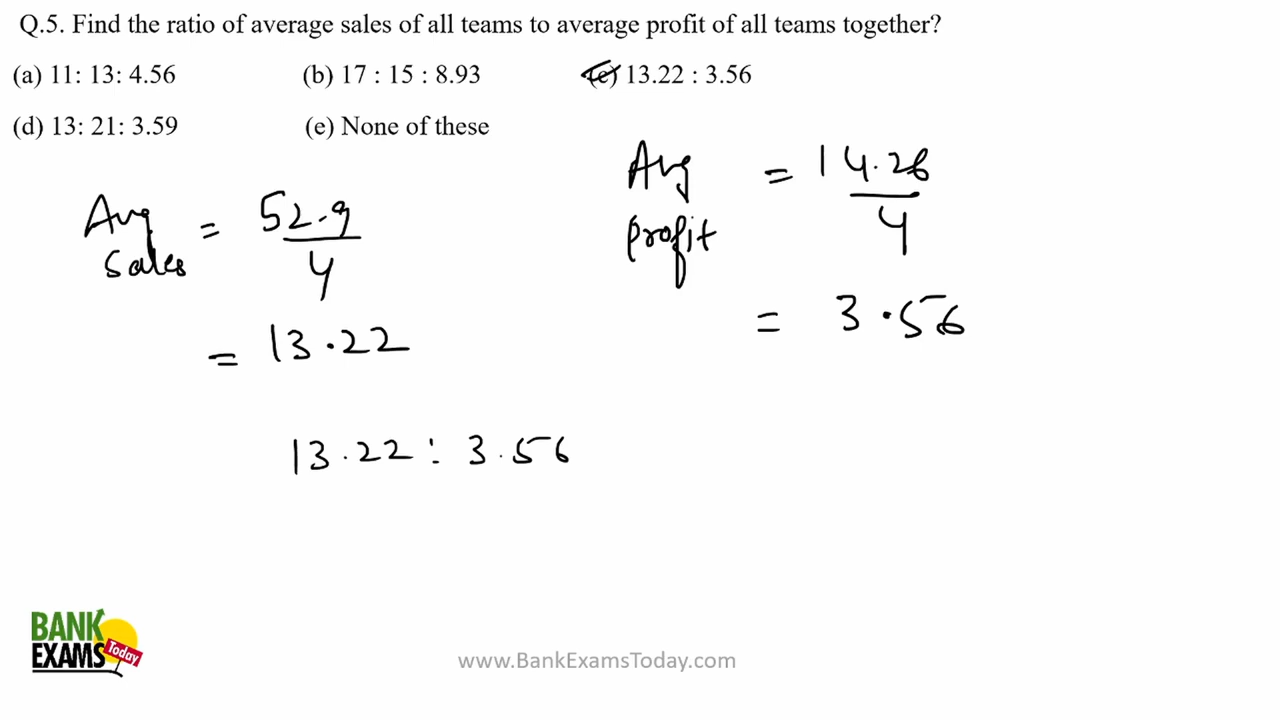 Q.5. Find the ratio of average sales of all teams to average profit of all teams together?
(a) 11: 13: 4.56 (b) 17 : 15 : 8.93 (c) 13.22 : 3.56
(d) 13: 21: 3.59 (e) None of these
Avg sales = 52.9/4
= 13.22
Avg profit = 14.26/4
= 3.56
13.22 : 3.56
BANK
EXAMS Today
www.BankExamsToday.com